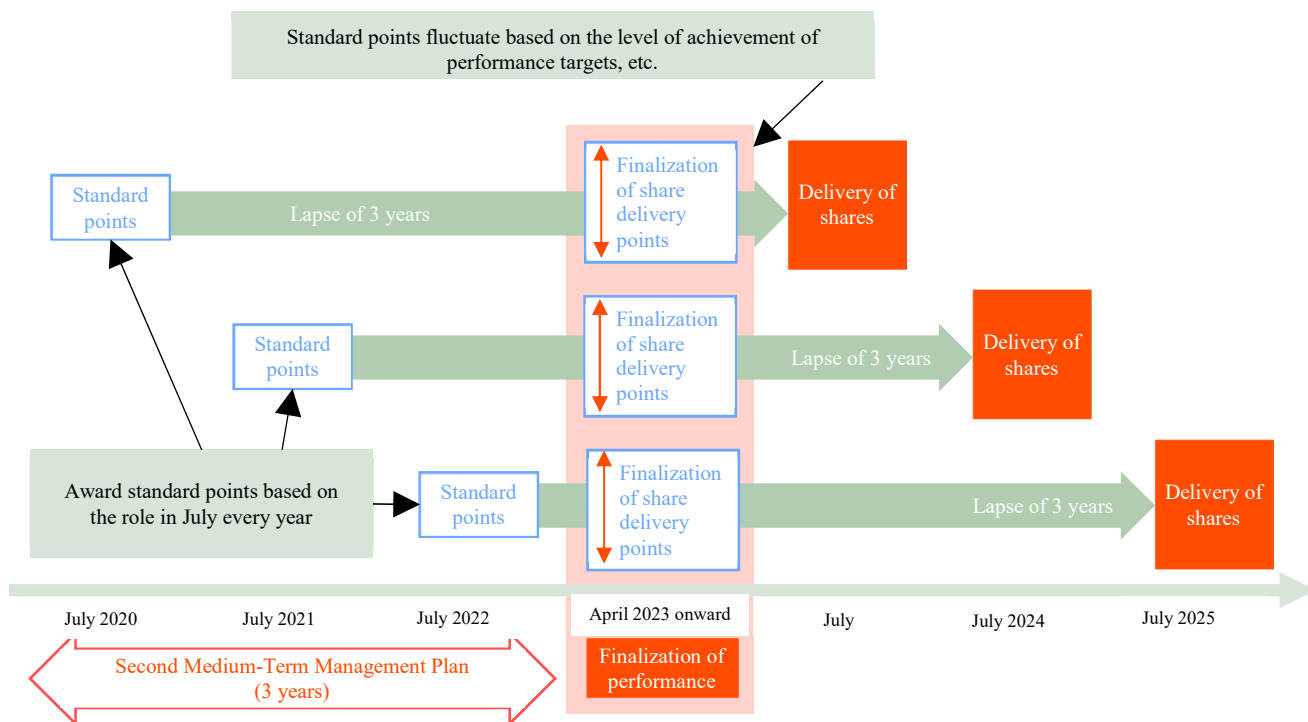 Standard points fluctuate based on the level of achievement of
performance targets, etc.
Standard
points
Lapse of 3 years
Finalization
of share
delivery
points
Delivery of
shares
Standard
points
Finalization
of share
delivery
points
Lapse of 3 years
Delivery of
shares
Award standard points based on
the role in July every year
Standard
points
Finalization
of share
delivery
points
Lapse of 3 years
Delivery of
shares
July 2020
July 2021
July 2022
April 2023 onward
July
July 2024
July 2025
Second Medium-Term Management Plan
(3 years)
Finalization of
performance